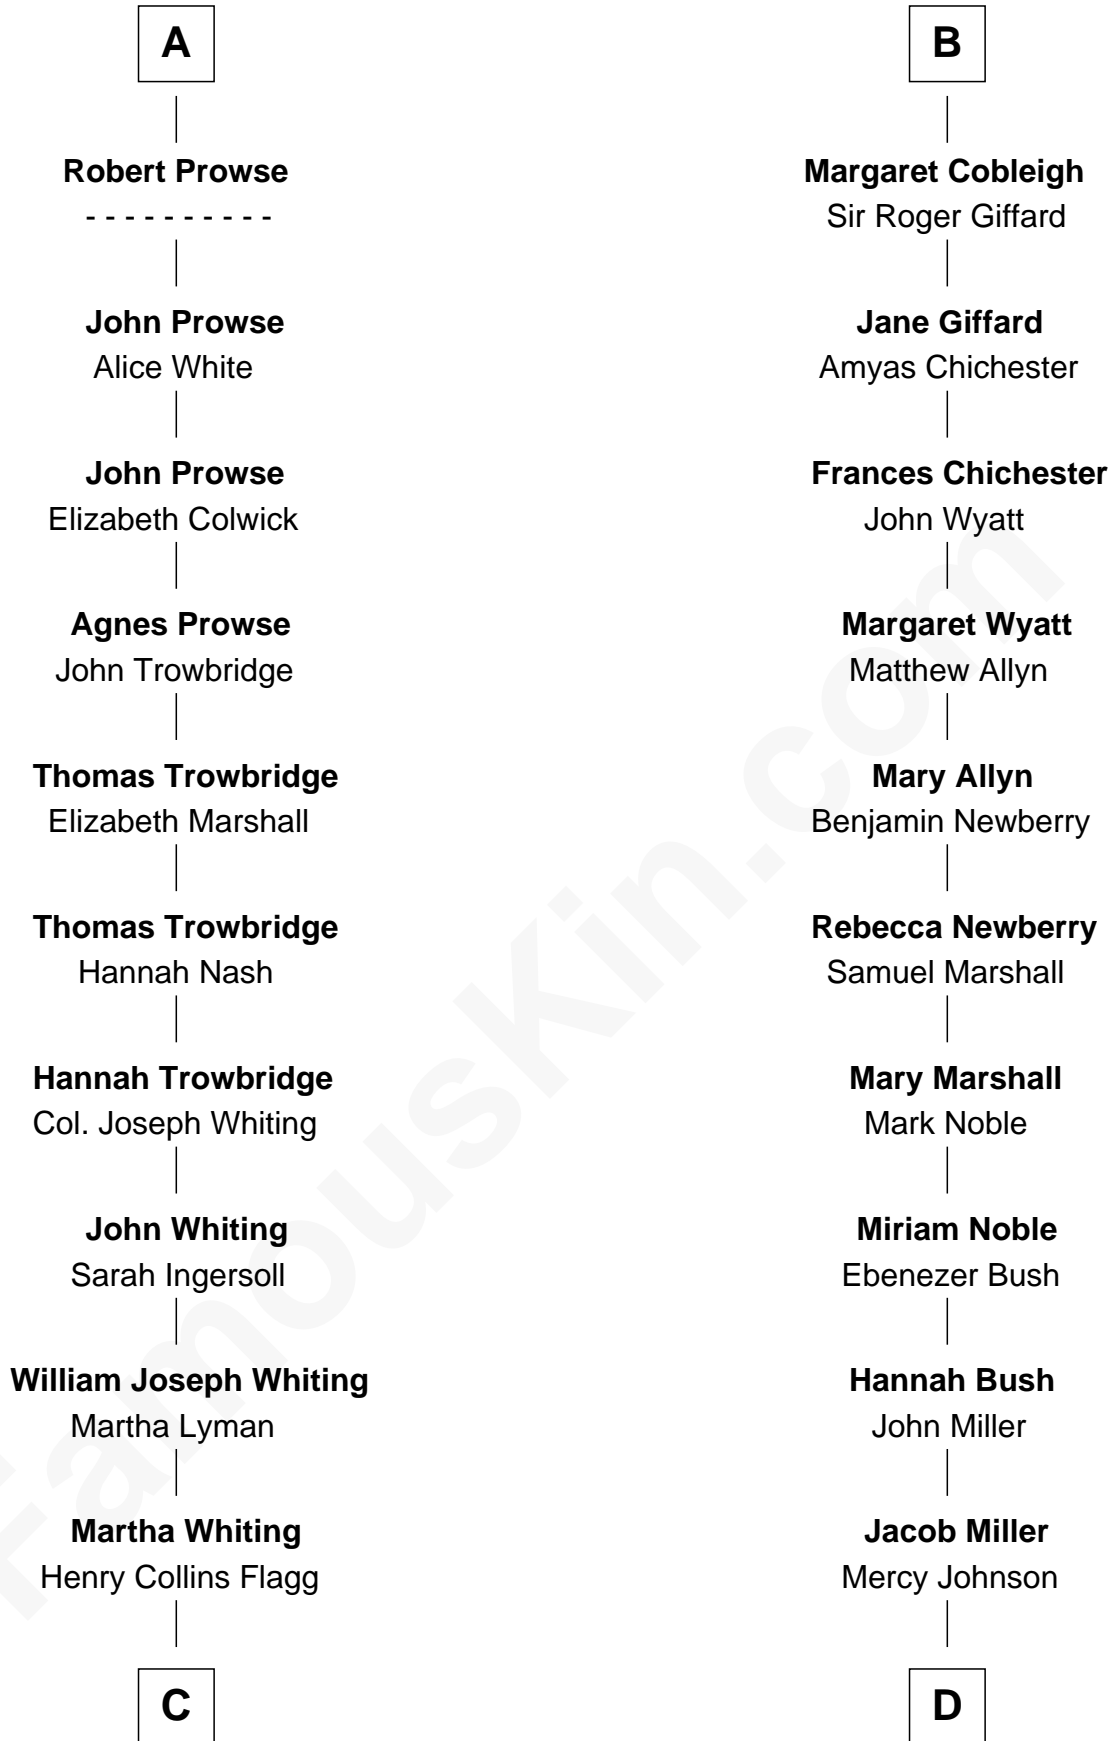 A
Robert Prowse
- - - - - - - - - -
John Prowse
Alice White
John Prowse
Elizabeth Colwick
Agnes Prowse
John Trowbridge
Thomas Trowbridge
Elizabeth Marshall
Thomas Trowbridge
Hannah Nash
Hannah Trowbridge
Col. Joseph Whiting
John Whiting
Sarah Ingersoll
William Joseph Whiting
Martha Lyman
Martha Whiting
Henry Collins Flagg
C
B
Margaret Cobleigh
Sir Roger Giffard
Jane Giffard
Amyas Chichester
Frances Chichester
John Wyatt
Margaret Wyatt
Matthew Allyn
Mary Allyn
Benjamin Newberry
Rebecca Newberry
Samuel Marshall
Mary Marshall
Mark Noble
Miriam Noble
Ebenezer Bush
Hannah Bush
John Miller
Jacob Miller
Mercy Johnson
D
FamousKin.com